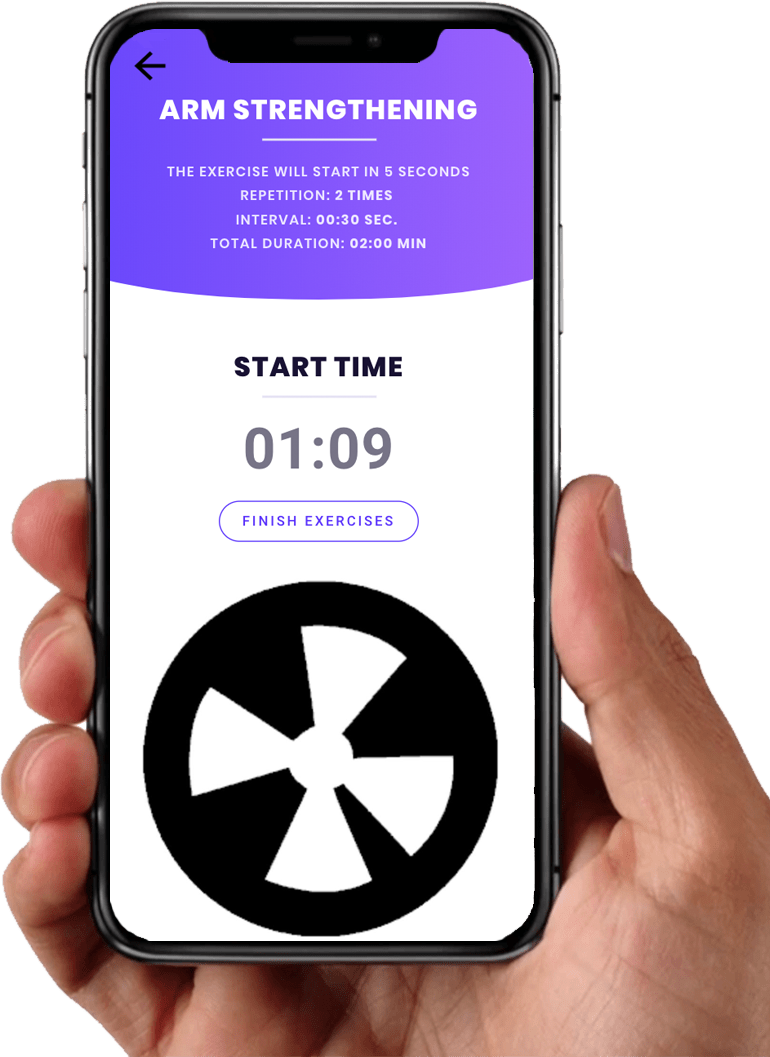 ARM STRENGTHENING
THE EXERCISE WILL START IN 5 SECONDS
REPETITION: 2 TIMES
INTERVAL: 00:30 SEC.
TOTAL DURATION: 02:00 MIN
START TIME
01:09
FINISH EXERCISES